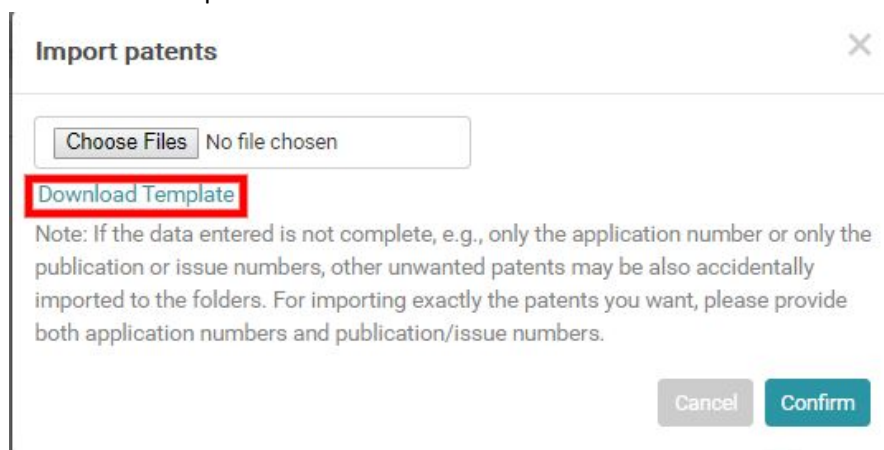 Import patents
×
Choose Files No file chosen
Download Template
Note: If the data entered is not complete, e.g., only the application number or only the
publication or issue numbers, other unwanted patents may be also accidentally
imported to the folders. For importing exactly the patents you want, please provide
both application numbers and publication/issue numbers.
Cancel Confirm